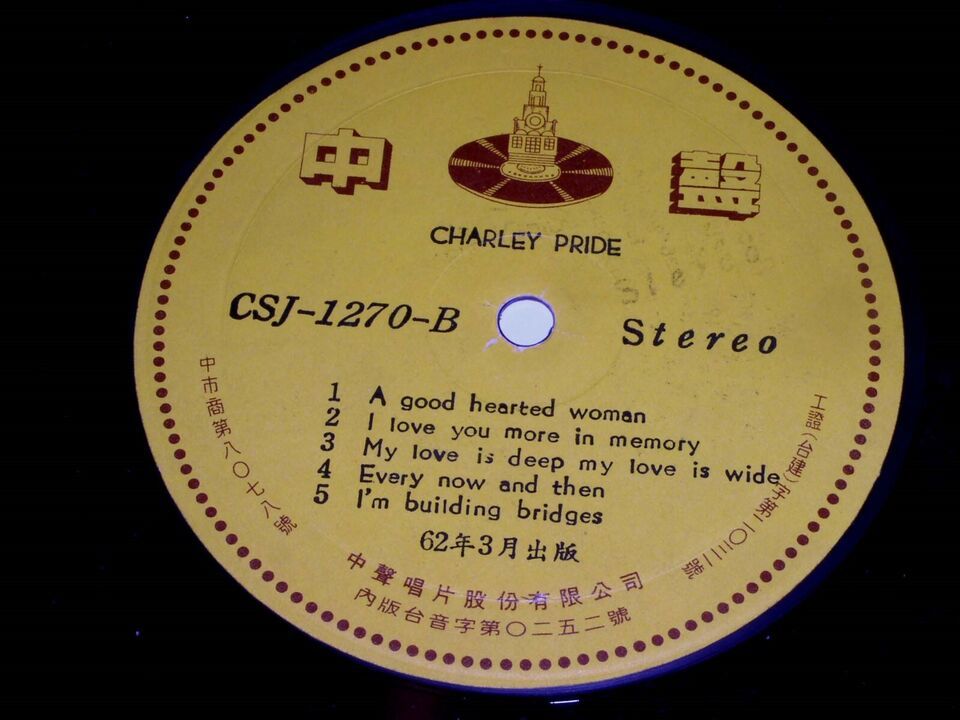 中 聲
CHARLEY PRIDE
Stereo
CSJ-1270-B
Stereo
1 A good hearted woman
2 I love you more in memory
3 My love is deep my love is wide
4 Every now and then
5 I'm building bridges
62年3月出版
中市商第八〇七八號
工證(台建)字第二〇三三號
中聲唱片股份有限公司
內版台音字第〇二五二號